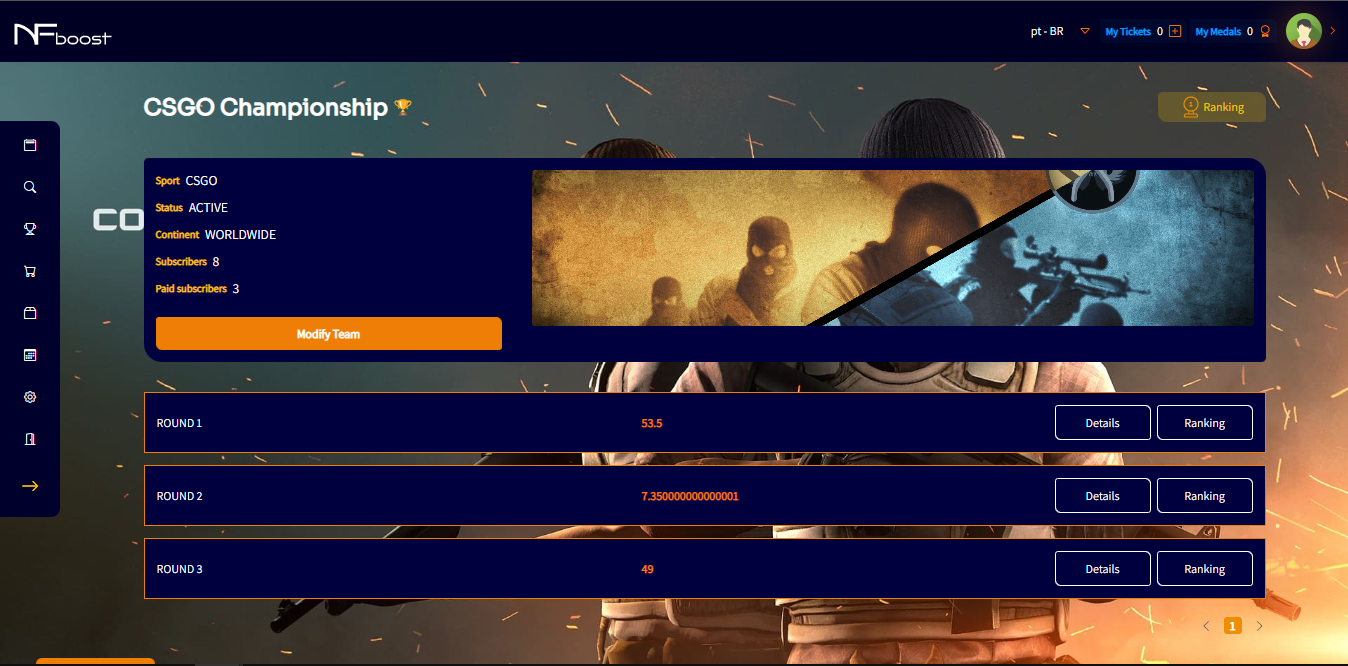 NFboost
pt - BR My Tickets 0 My Medals 0
CSGO Championship
Ranking
CO
Sport CSGO
Status ACTIVE
Continent WORLDWIDE
Subscribers 8
Paid subscribers 3
Modify Team
ROUND 1 53.5 Details Ranking
ROUND 2 7.350000000000001 Details Ranking
ROUND 3 49 Details Ranking
1